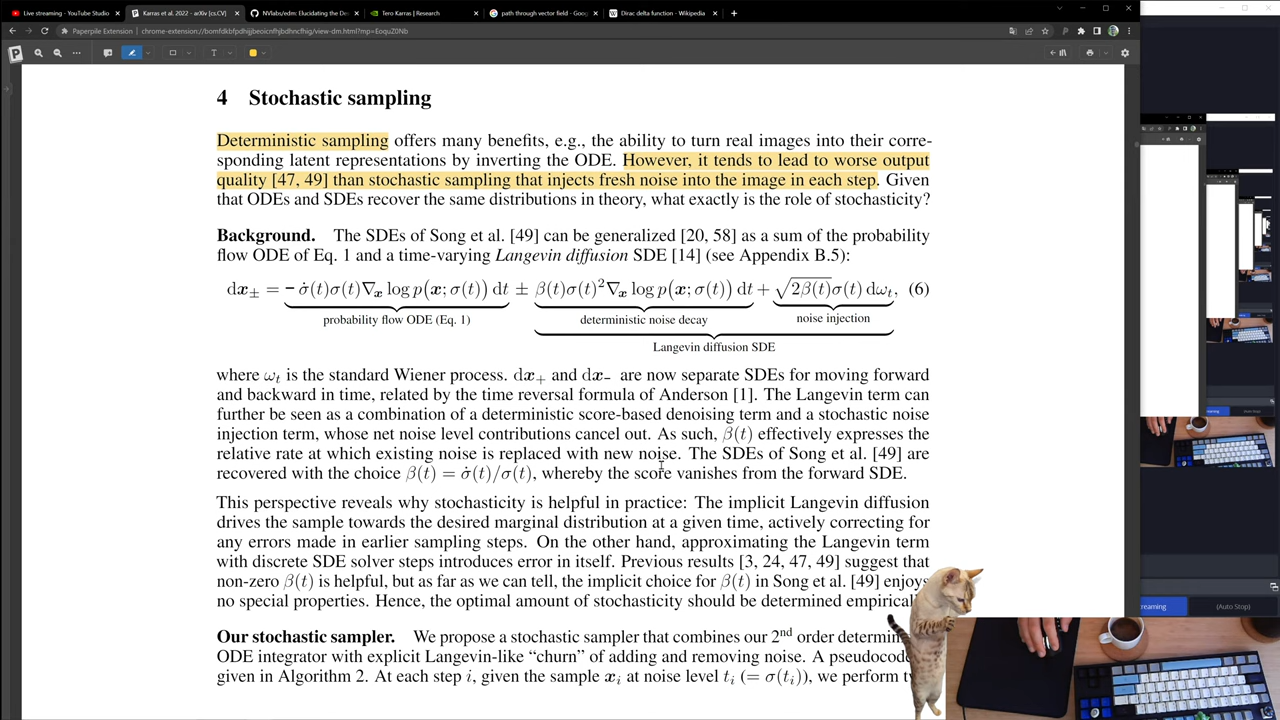 Live streaming - YouTube Studio
Karras et al. 2022 - arXiv [cs.CV]
NVlabs/edm: Elucidating the De
Tero Karras | Research
path through vector field - Goo
Dirac delta function - Wikipedia
Paperpile Extension | chrome-extension://bomfdkbfpdhijjbeoicnfhjbdhncfhig/view-dm.html?mp=EoquZ0Nb
4 Stochastic sampling
Deterministic sampling offers many benefits, e.g., the ability to turn real images into their corre-
sponding latent representations by inverting the ODE. However, it tends to lead to worse output
quality [47, 49] than stochastic sampling that injects fresh noise into the image in each step. Given
that ODEs and SDEs recover the same distributions in theory, what exactly is the role of stochasticity?
Background. The SDEs of Song et al. [49] can be generalized [20, 58] as a sum of the probability
flow ODE of Eq. 1 and a time-varying Langevin diffusion SDE [14] (see Appendix B.5):
dx± = −σ̇(t)σ(t)∇x log p(x; σ(t)) dt ± β(t)σ(t)²∇x log p(x; σ(t)) dt + √2β(t)σ(t) dωt, (6)
probability flow ODE (Eq. 1) deterministic noise decay noise injection
Langevin diffusion SDE
where ωt is the standard Wiener process. dx+ and dx− are now separate SDEs for moving forward
and backward in time, related by the time reversal formula of Anderson [1]. The Langevin term can
further be seen as a combination of a deterministic score-based denoising term and a stochastic noise
injection term, whose net noise level contributions cancel out. As such, β(t) effectively expresses the
relative rate at which existing noise is replaced with new noise. The SDEs of Song et al. [49] are
recovered with the choice β(t) = σ̇(t)/σ(t), whereby the score vanishes from the forward SDE.
This perspective reveals why stochasticity is helpful in practice: The implicit Langevin diffusion
drives the sample towards the desired marginal distribution at a given time, actively correcting for
any errors made in earlier sampling steps. On the other hand, approximating the Langevin term
with discrete SDE solver steps introduces error in itself. Previous results [3, 24, 47, 49] suggest that
non-zero β(t) is helpful, but as far as we can tell, the implicit choice for β(t) in Song et al. [49] enjoys
no special properties. Hence, the optimal amount of stochasticity should be determined empirical
Our stochastic sampler. We propose a stochastic sampler that combines our 2nd order determin
ODE integrator with explicit Langevin-like “churn” of adding and removing noise. A pseudocod
given in Algorithm 2. At each step i, given the sample xi at noise level ti (= σ(ti)), we perform t
reaming
(Auto Stop)